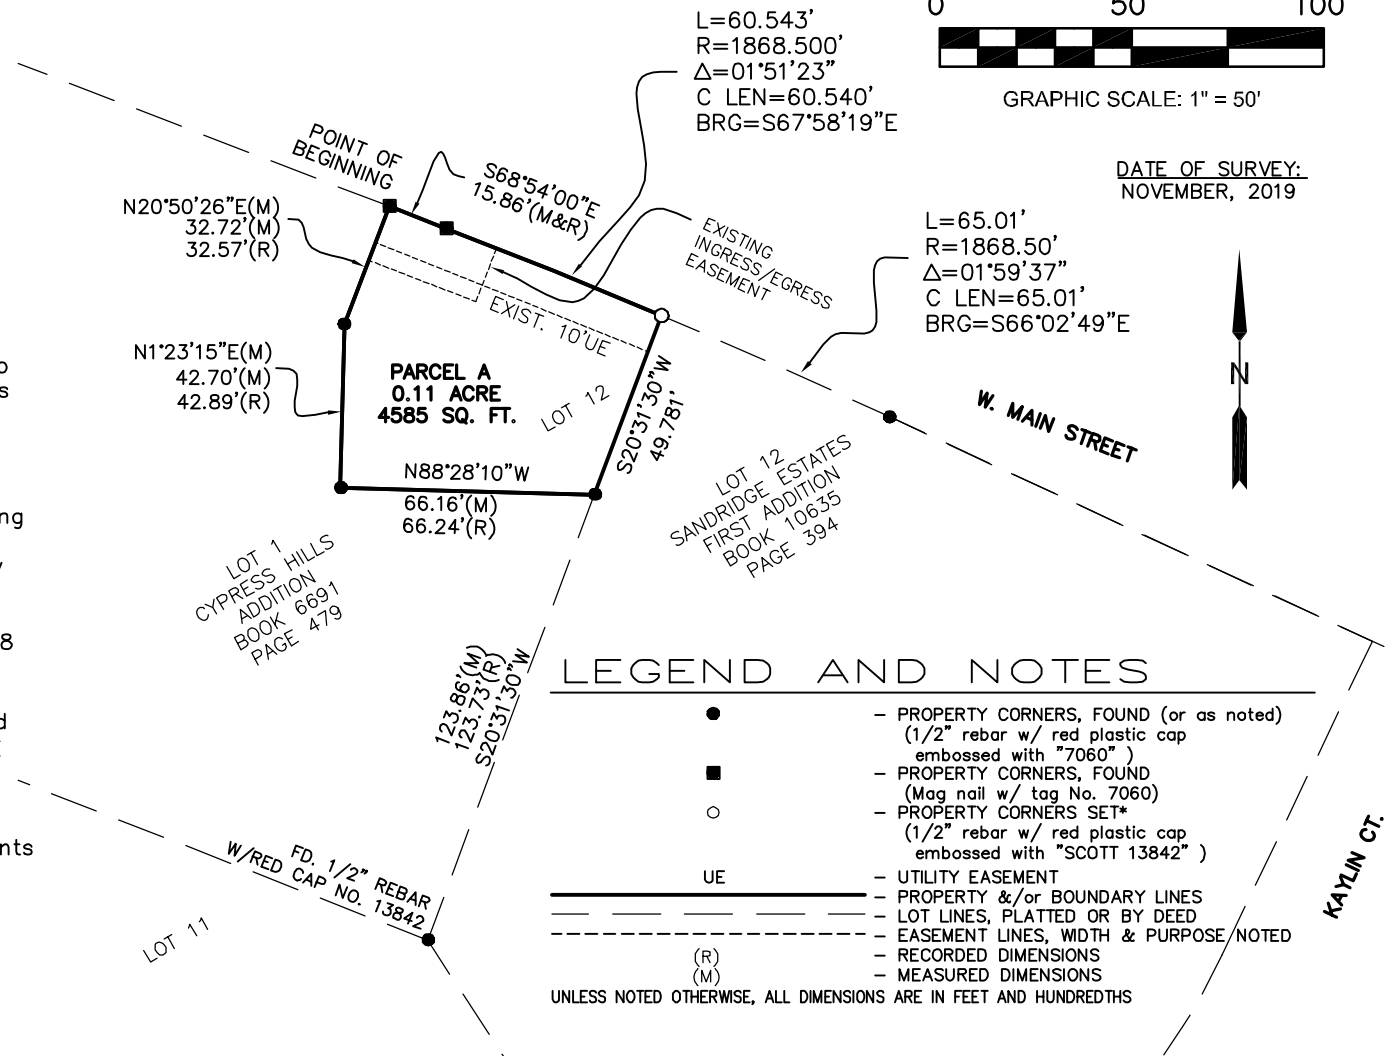 0 50 100
GRAPHIC SCALE: 1" = 50'
L=60.543'
R=1868.500'
Δ=01°51'23"
C LEN=60.540'
BRG=S67°58'19"E
DATE OF SURVEY:
NOVEMBER, 2019
POINT OF
BEGINNING
S68°54'00"E
15.86'(M&R)
N20°50'26"E(M)
32.72'(M)
32.57'(R)
EXISTING
INGRESS/EGRESS
EASEMENT
L=65.01'
R=1868.50'
Δ=01°59'37"
C LEN=65.01'
BRG=S66°02'49"E
N
EXIST. 10'UE
N1°23'15"E(M)
42.70'(M)
42.89'(R)
PARCEL A
0.11 ACRE
4585 SQ. FT.
LOT 12
S20°31'30"W
49.781'
W. MAIN STREET
N88°28'10"W
66.16'(M)
66.24'(R)
LOT 12
SANDRIDGE ESTATES
FIRST ADDITION
BOOK 10635
PAGE 394
LOT 1
CYPRESS HILLS
ADDITION
BOOK 6691
PAGE 479
ng
8
d
nts
123.86'(M)
123.73'(R)
S20°31'30"W
FD. 1/2" REBAR
W/RED CAP NO. 13842
LOT 11
KAYLIN CT.
LEGEND AND NOTES
– PROPERTY CORNERS, FOUND (or as noted)
(1/2" rebar w/ red plastic cap
embossed with "7060" )
– PROPERTY CORNERS, FOUND
(Mag nail w/ tag No. 7060)
– PROPERTY CORNERS SET*
(1/2" rebar w/ red plastic cap
embossed with "SCOTT 13842" )
UE – UTILITY EASEMENT
– PROPERTY &/or BOUNDARY LINES
– LOT LINES, PLATTED OR BY DEED
– EASEMENT LINES, WIDTH & PURPOSE NOTED
(R) – RECORDED DIMENSIONS
(M) – MEASURED DIMENSIONS
UNLESS NOTED OTHERWISE, ALL DIMENSIONS ARE IN FEET AND HUNDREDTHS